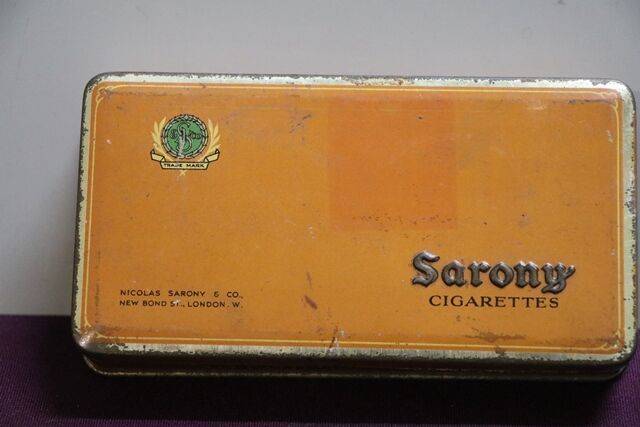 TRADE MARK
Sarony
CIGARETTES
NICOLAS SARONY & CO.,
NEW BOND ST., LONDON. W.